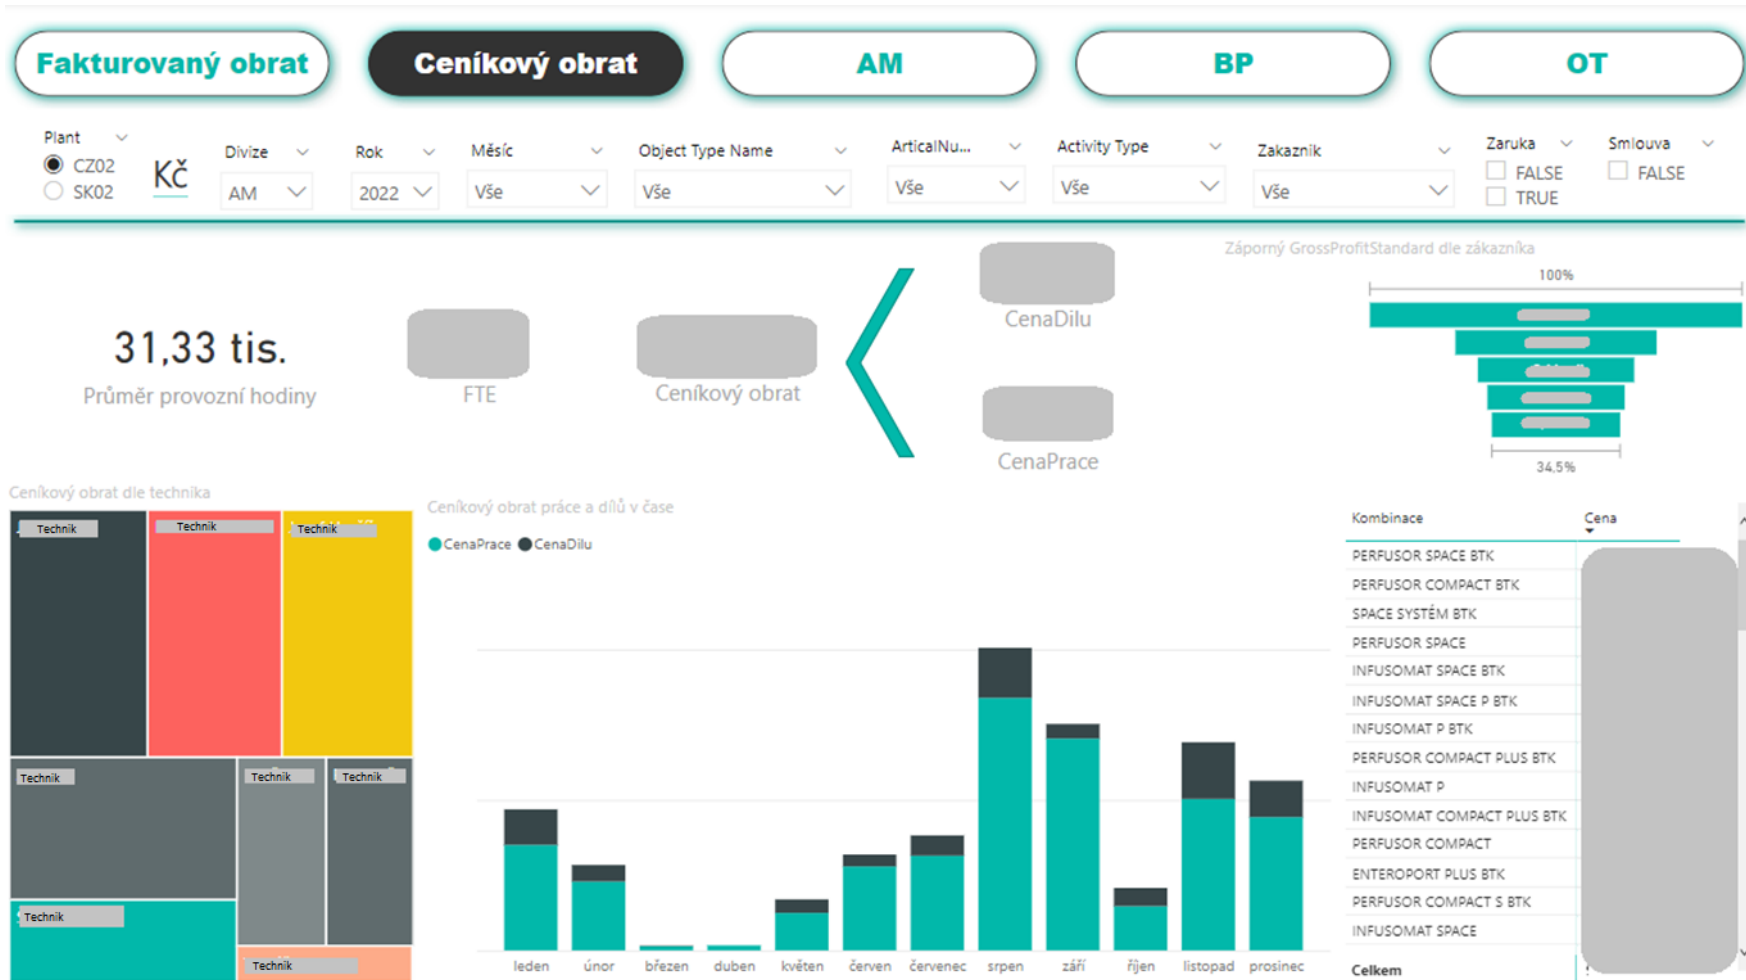 Fakturovaný obrat
Ceníkový obrat
AM
BP
OT
Plant
CZ02
SK02
Kč
Divize
AM
Rok
2022
Měsíc
Vše
Object Type Name
Vše
ArticalNu...
Vše
Activity Type
Vše
Zakaznik
Vše
Zaruka
FALSE
TRUE
Smlouva
FALSE
31,33 tis.
Průměr provozní hodiny
FTE
Ceníkový obrat
CenaDilu
CenaPrace
Záporný GrossProfitStandard dle zákazníka
100%
34,5%
Ceníkový obrat dle technika
Technik
Technik
Technik
Technik
Technik
Technik
Technik
Technik
Ceníkový obrat práce a dílů v čase
CenaPrace CenaDilu
leden únor březen duben květen červen červenec srpen září říjen listopad prosinec
Kombinace Cena
PERFUSOR SPACE BTK
PERFUSOR COMPACT BTK
SPACE SYSTÉM BTK
PERFUSOR SPACE
INFUSOMAT SPACE BTK
INFUSOMAT SPACE P BTK
INFUSOMAT P BTK
PERFUSOR COMPACT PLUS BTK
INFUSOMAT P
INFUSOMAT COMPACT PLUS BTK
PERFUSOR COMPACT
ENTEROPORT PLUS BTK
PERFUSOR COMPACT S BTK
INFUSOMAT SPACE
Celkem